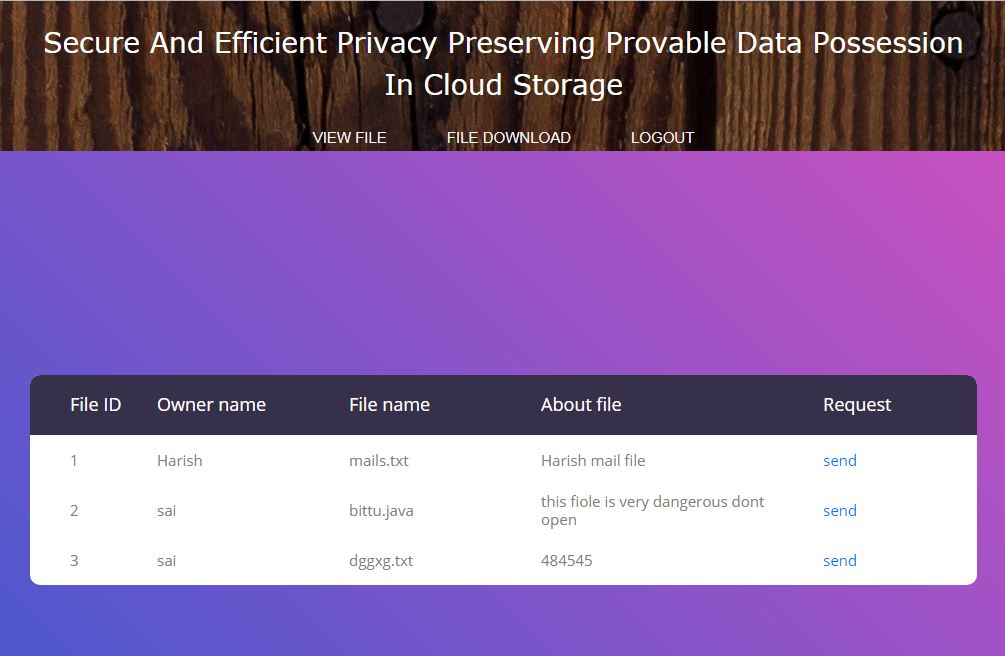 Secure And Efficient Privacy Preserving Provable Data Possession
In Cloud Storage
VIEW FILE FILE DOWNLOAD LOGOUT
File ID Owner name File name About file Request
1 Harish mails.txt Harish mail file send
2 sai bittu.java this fiole is very dangerous dont
open send
3 sai dggxg.txt 484545 send